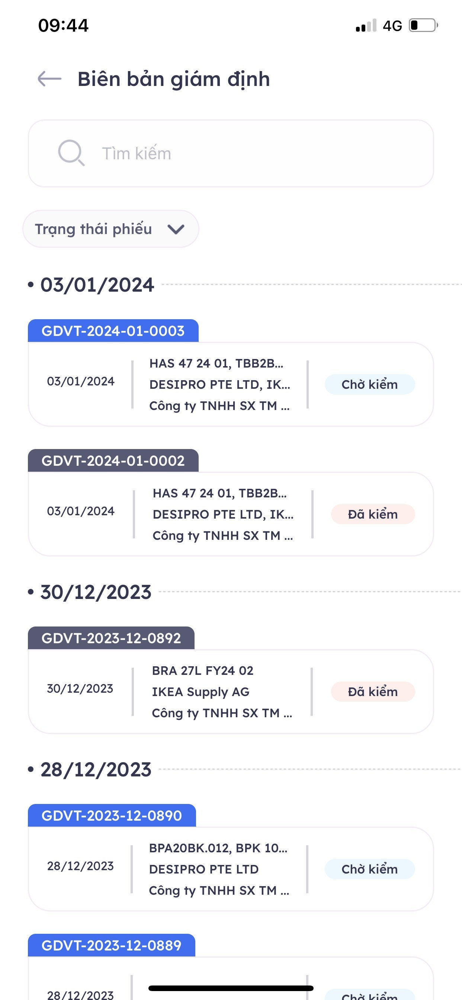 09:44
4G
Biên bản giám định
Tìm kiếm
Trạng thái phiếu
• 03/01/2024
GDVT-2024-01-0003
HAS 47 24 01, TBB2B...
03/01/2024
DESIPRO PTE LTD, IK...
Chờ kiểm
Công ty TNHH SX TM ...
GDVT-2024-01-0002
HAS 47 24 01, TBB2B...
03/01/2024
DESIPRO PTE LTD, IK...
Đã kiểm
Công ty TNHH SX TM ...
• 30/12/2023
GDVT-2023-12-0892
BRA 27L FY24 02
30/12/2023
IKEA Supply AG
Đã kiểm
Công ty TNHH SX TM ...
• 28/12/2023
GDVT-2023-12-0890
BPA20BK.012, BPK 10...
28/12/2023
DESIPRO PTE LTD
Chờ kiểm
Công ty TNHH SX TM ...
GDVT-2023-12-0889
28/12/2023
Chờ kiểm